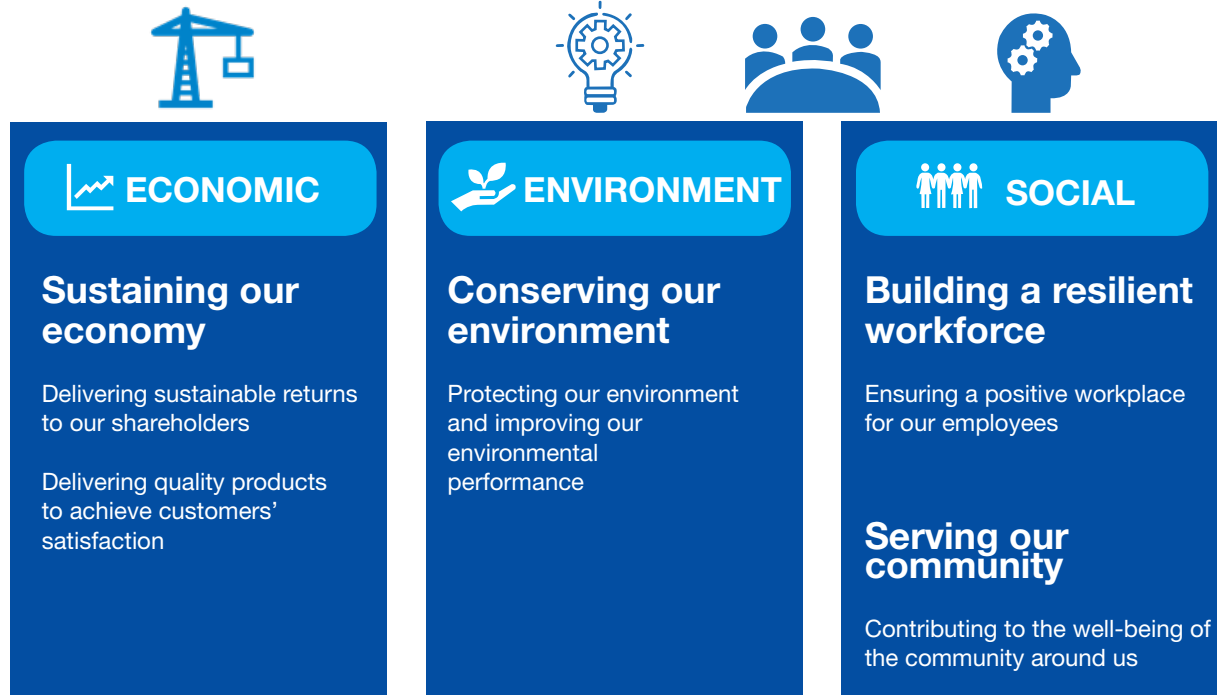 ECONOMIC
Sustaining our
economy
Delivering sustainable returns
to our shareholders
Delivering quality products
to achieve customers’
satisfaction
ENVIRONMENT
Conserving our
environment
Protecting our environment
and improving our
environmental
performance
SOCIAL
Building a resilient
workforce
Ensuring a positive workplace
for our employees
Serving our
community
Contributing to the well-being of
the community around us